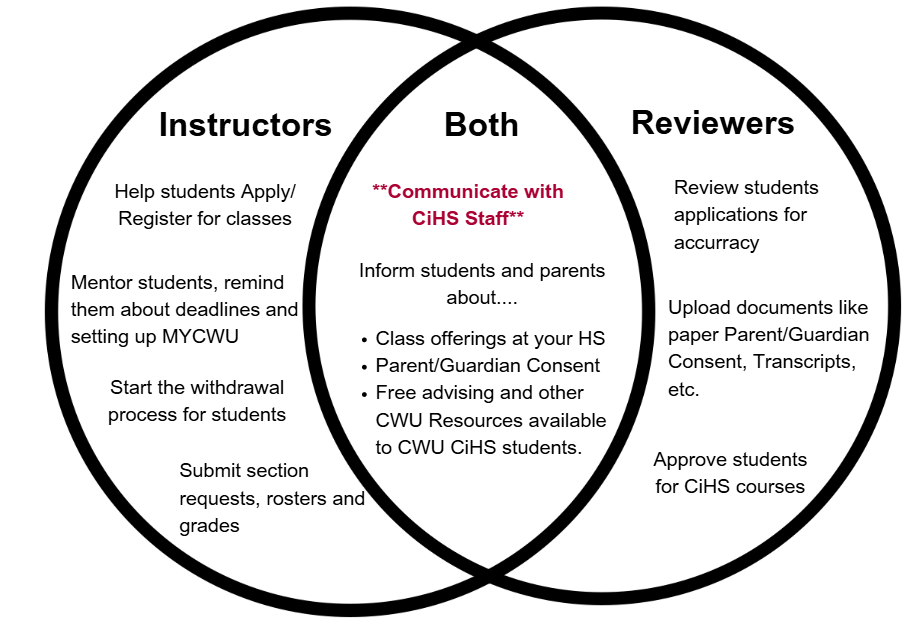 Instructors
Help students Apply/
Register for classes
Mentor students, remind
them about deadlines and
setting up MYCWU
Start the withdrawal
process for students
Submit section
requests, rosters and
grades
Both
**Communicate with
CiHS Staff**
Inform students and parents
about....
• Class offerings at your HS
• Parent/Guardian Consent
• Free advising and other
CWU Resources available
to CWU CiHS students.
Reviewers
Review students
applications for
accurracy
Upload documents like
paper Parent/Guardian
Consent, Transcripts,
etc.
Approve students
for CiHS courses